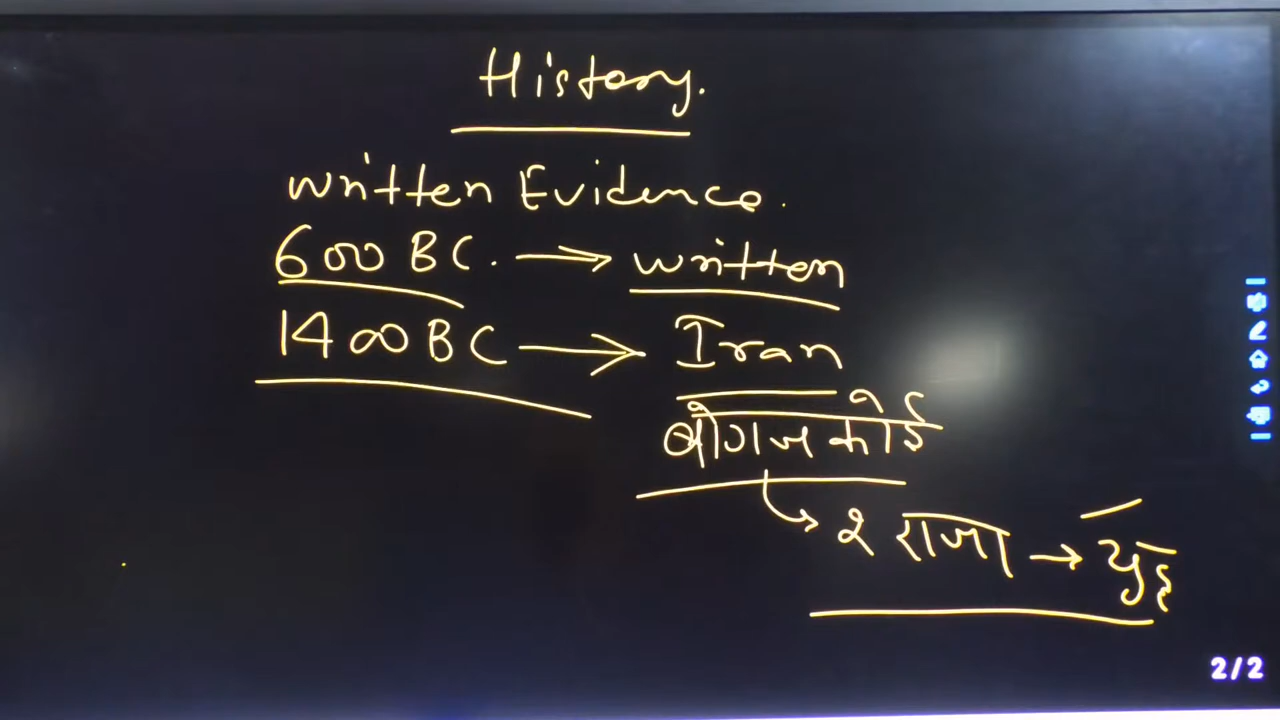 History.
written Evidence.
600 BC. → written
1400 BC → Iran
बोगजकोई
↳ २ राजा → युद्ध
2/2